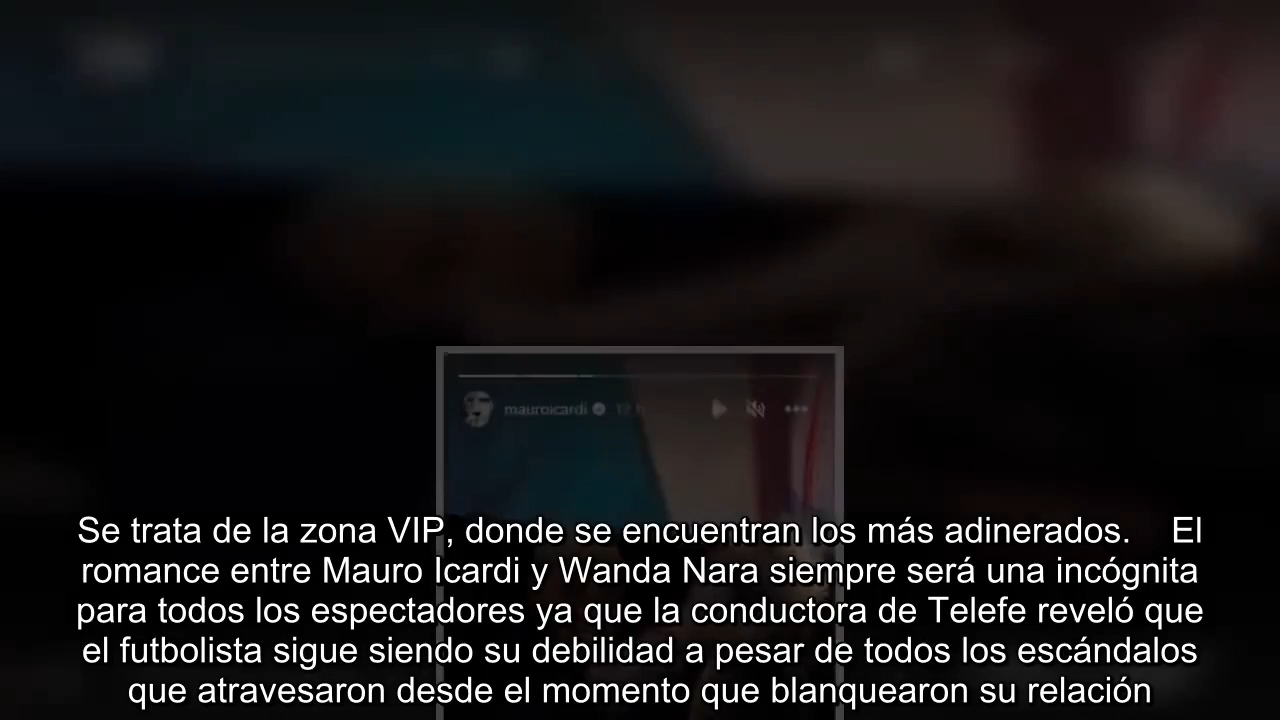 mauroicardi 12 h
Se trata de la zona VIP, donde se encuentran los más adinerados. El
romance entre Mauro Icardi y Wanda Nara siempre será una incógnita
para todos los espectadores ya que la conductora de Telefe reveló que
el futbolista sigue siendo su debilidad a pesar de todos los escándalos
que atravesaron desde el momento que blanquearon su relación